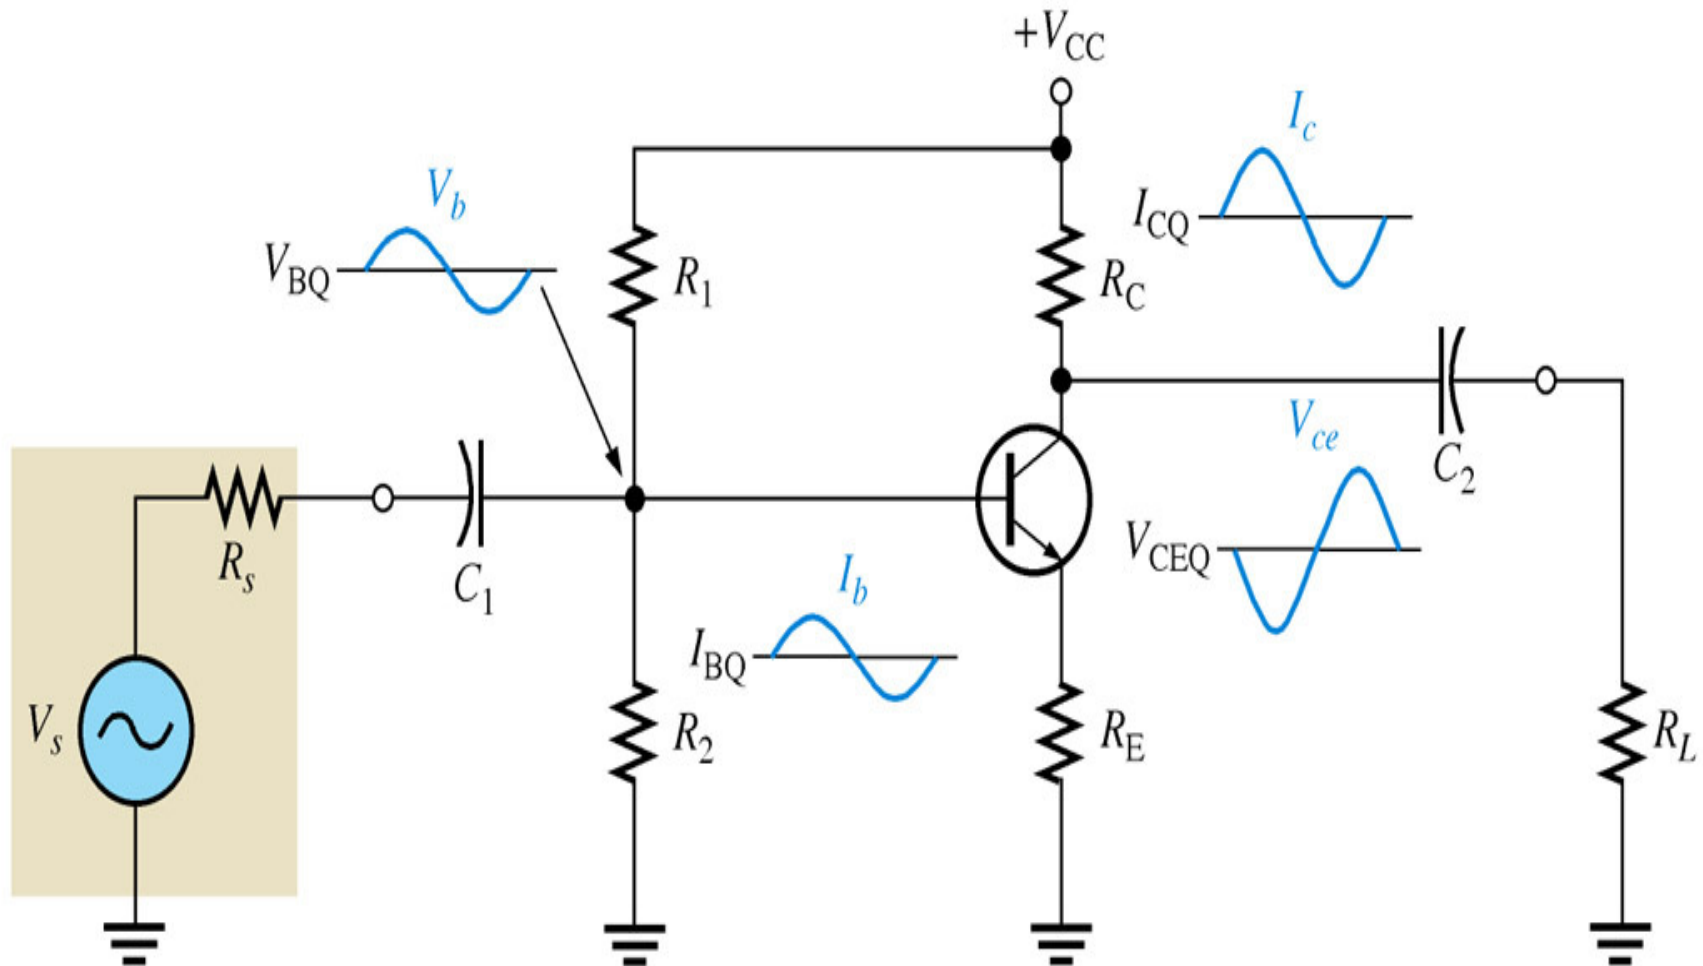 +VCC
Ic
Vb
ICQ
VBQ
R1
RC
Vce
C2
Rs
C1
VCEQ
Ib
IBQ
Vs
R2
RE
RL